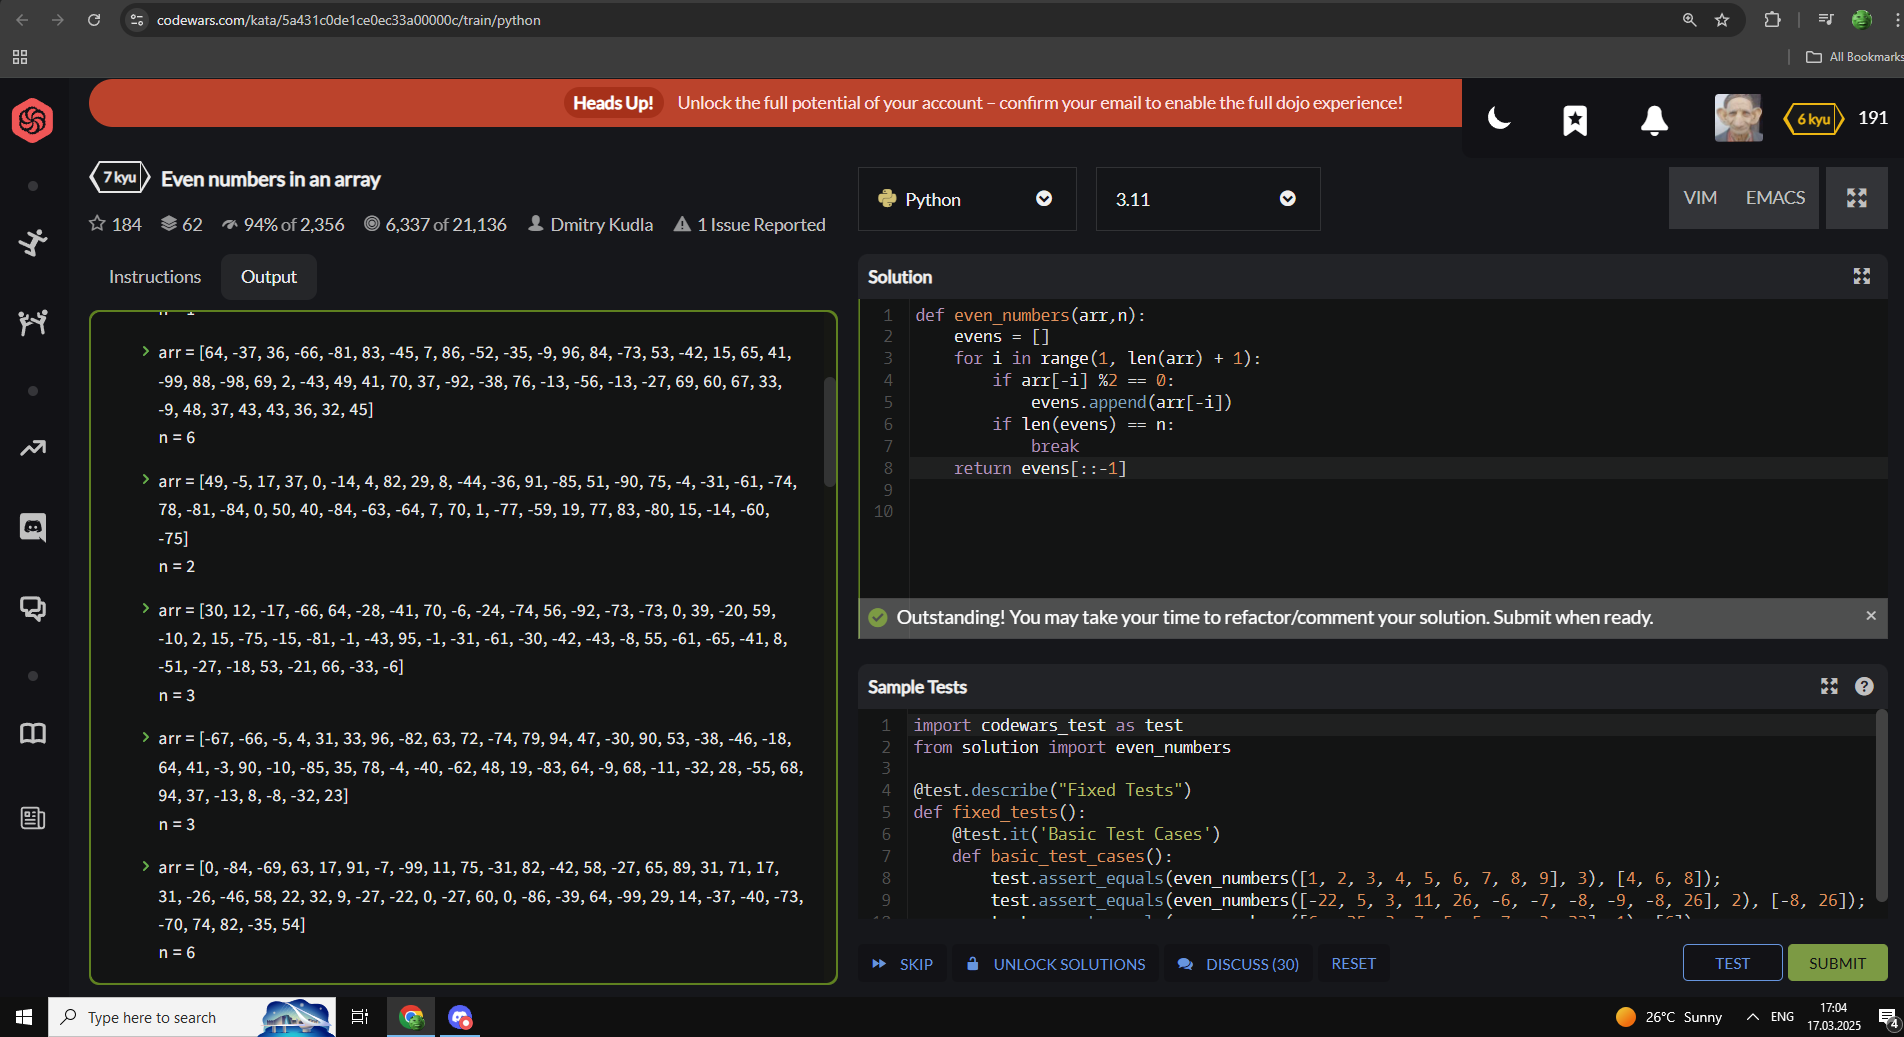 codewars.com/kata/5a431c0de1ce0ec33a00000c/train/python
All Bookmarks
Heads Up! Unlock the full potential of your account – confirm your email to enable the full dojo experience!
6 kyu 191
7 kyu Even numbers in an array
184 62 94% of 2,356 6,337 of 21,136 Dmitry Kudla 1 Issue Reported
Python
3.11
VIM EMACS
Instructions Output
arr = [64, -37, 36, -66, -81, 83, -45, 7, 86, -52, -35, -9, 96, 84, -73, 53, -42, 15, 65, 41,
-99, 88, -98, 69, 2, -43, 49, 41, 70, 37, -92, -38, 76, -13, -56, -13, -27, 69, 60, 67, 33,
-9, 48, 37, 43, 43, 36, 32, 45]
n = 6
arr = [49, -5, 17, 37, 0, -14, 4, 82, 29, 8, -44, -36, 91, -85, 51, -90, 75, -4, -31, -61, -74,
78, -81, -84, 0, 50, 40, -84, -63, -64, 7, 70, 1, -77, -59, 19, 77, 83, -80, 15, -14, -60,
-75]
n = 2
arr = [30, 12, -17, -66, 64, -28, -41, 70, -6, -24, -74, 56, -92, -73, -73, 0, 39, -20, 59,
-10, 2, 15, -75, -15, -81, -1, -43, 95, -1, -31, -61, -30, -42, -43, -8, 55, -61, -65, -41, 8,
-51, -27, -18, 53, -21, 66, -33, -6]
n = 3
arr = [-67, -66, -5, 4, 31, 33, 96, -82, 63, 72, -74, 79, 94, 47, -30, 90, 53, -38, -46, -18,
64, 41, -3, 90, -10, -85, 35, 78, -4, -40, -62, 48, 19, -83, 64, -9, 68, -11, -32, 28, -55, 68,
94, 37, -13, 8, -8, -32, 23]
n = 3
arr = [0, -84, -69, 63, 17, 91, -7, -99, 11, 75, -31, 82, -42, 58, -27, 65, 89, 31, 71, 17,
31, -26, -46, 58, 22, 32, 9, -27, -22, 0, -27, 60, 0, -86, -39, 64, -99, 29, 14, -37, -40, -73,
-70, 74, 82, -35, 54]
n = 6
Solution
1 def even_numbers(arr,n):
2 evens = []
3 for i in range(1, len(arr) + 1):
4 if arr[-i] %2 == 0:
5 evens.append(arr[-i])
6 if len(evens) == n:
7 break
8 return evens[::-1]
9
10
Outstanding! You may take your time to refactor/comment your solution. Submit when ready.
Sample Tests
1 import codewars_test as test
2 from solution import even_numbers
3
4 @test.describe("Fixed Tests")
5 def fixed_tests():
6 @test.it('Basic Test Cases')
7 def basic_test_cases():
8 test.assert_equals(even_numbers([1, 2, 3, 4, 5, 6, 7, 8, 9], 3), [4, 6, 8]);
9 test.assert_equals(even_numbers([-22, 5, 3, 11, 26, -6, -7, -8, -9, -8, 26], 2), [-8, 26]);
SKIP UNLOCK SOLUTIONS DISCUSS (30) RESET TEST SUBMIT
Type here to search
26°C Sunny
ENG
17:04
17.03.2025
4